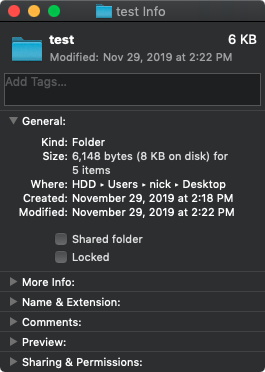 test Info
test 6 KB
Modified: Nov 29, 2019 at 2:22 PM
Add Tags...
General:
Kind: Folder
Size: 6,148 bytes (8 KB on disk) for
5 items
Where: HDD ▸ Users ▸ nick ▸ Desktop
Created: November 29, 2019 at 2:18 PM
Modified: November 29, 2019 at 2:22 PM
Shared folder
Locked
More Info:
Name & Extension:
Comments:
Preview:
Sharing & Permissions: